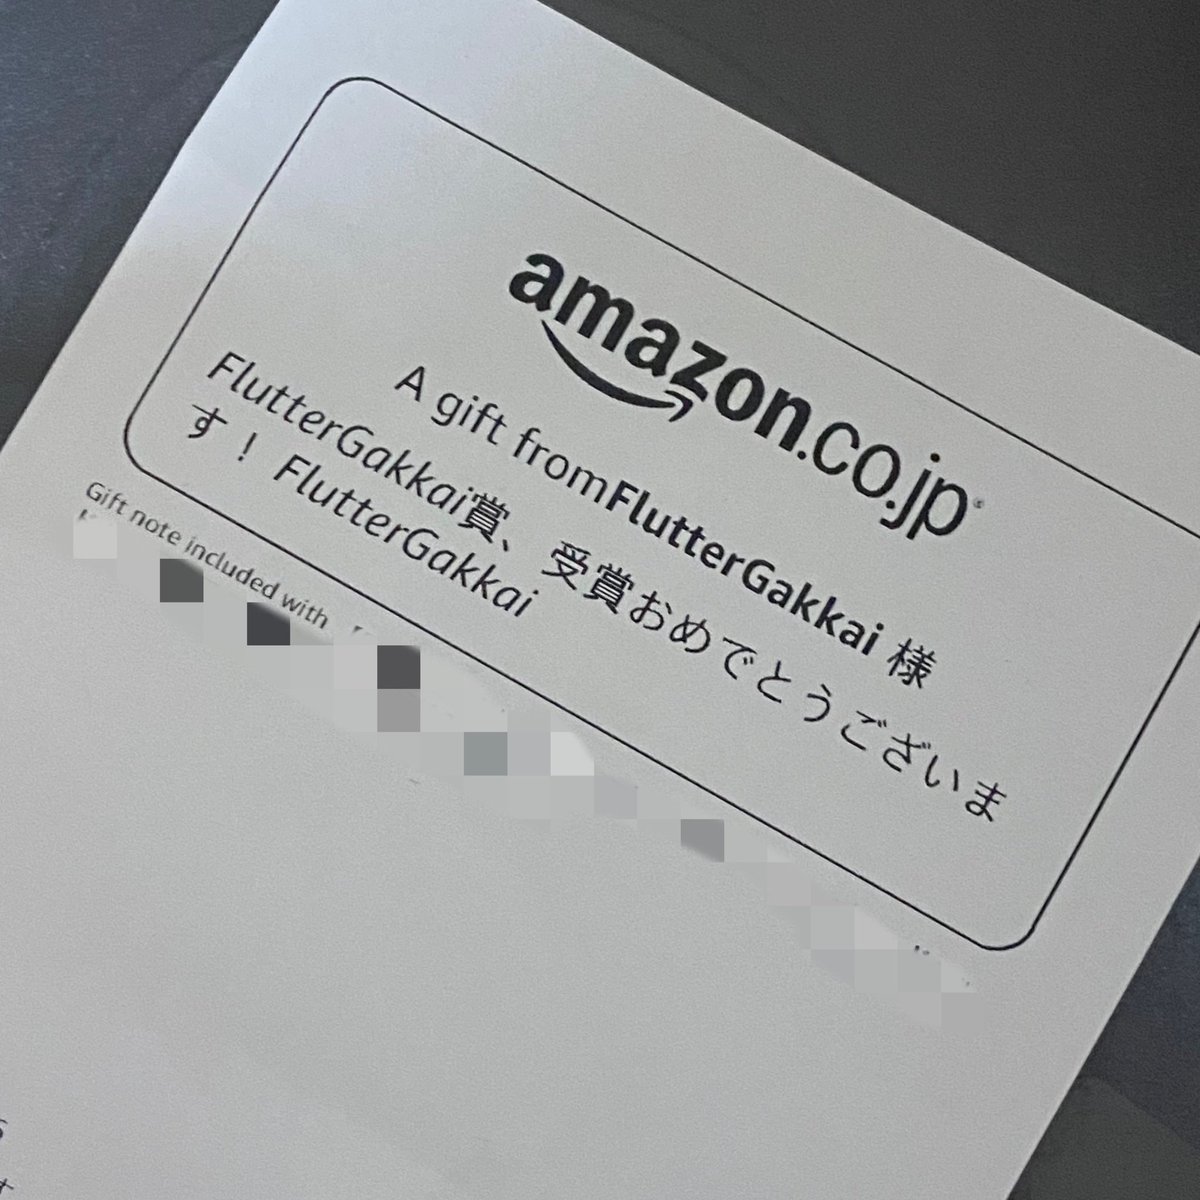 amazon.co.jp
A gift fromFlutterGakkai 様
FlutterGakkai賞、受賞おめでとうございま
す！ FlutterGakkai
Gift note included with